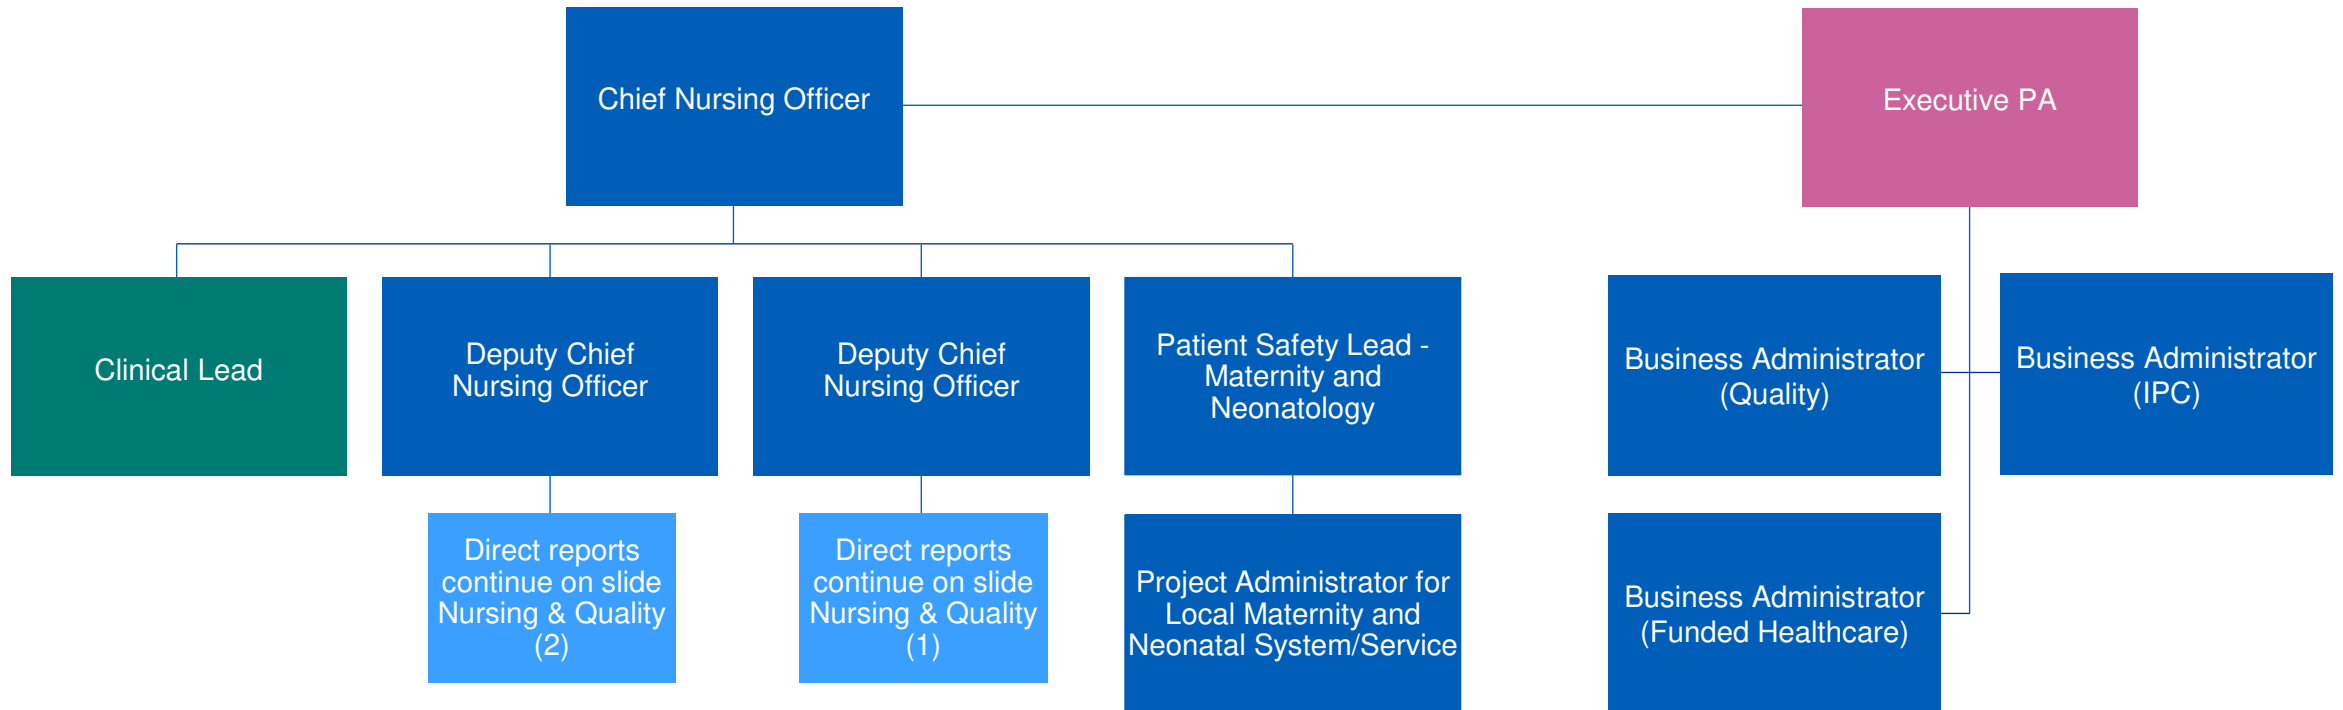 Chief Nursing Officer
Executive PA
Clinical Lead
Deputy Chief
Nursing Officer
Deputy Chief
Nursing Officer
Patient Safety Lead -
Maternity and
Neonatology
Business Administrator
(Quality)
Business Administrator
(IPC)
Direct reports
continue on slide
Nursing & Quality
(2)
Direct reports
continue on slide
Nursing & Quality
(1)
Project Administrator for
Local Maternity and
Neonatal System/Service
Business Administrator
(Funded Healthcare)